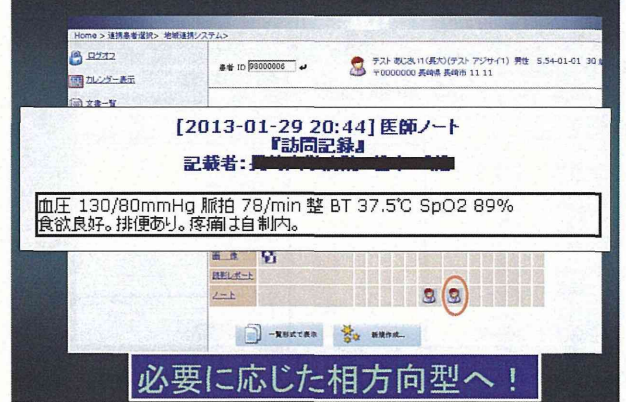 Home > 連携患者選択> 地域連携システム>
ログオフ
患者 ID 98000006
テスト あじさい1(長大)(テスト アジサイ1) 男性 S.54-01-01 30
〒0000000 長崎県 長崎市 11 11
カレンダー表示
文書一覧
[2013-01-29 20:44] 医師ノート
『訪問記録』
記載者:
血圧 130/80mmHg 脈拍 78/min 整 BT 37.5℃ SpO2 89%
食欲良好。排便あり。疼痛は自制内。
画 像
読影レポート
ノート
一覧形式で表示
新規作成...
必要に応じた相方向型へ!